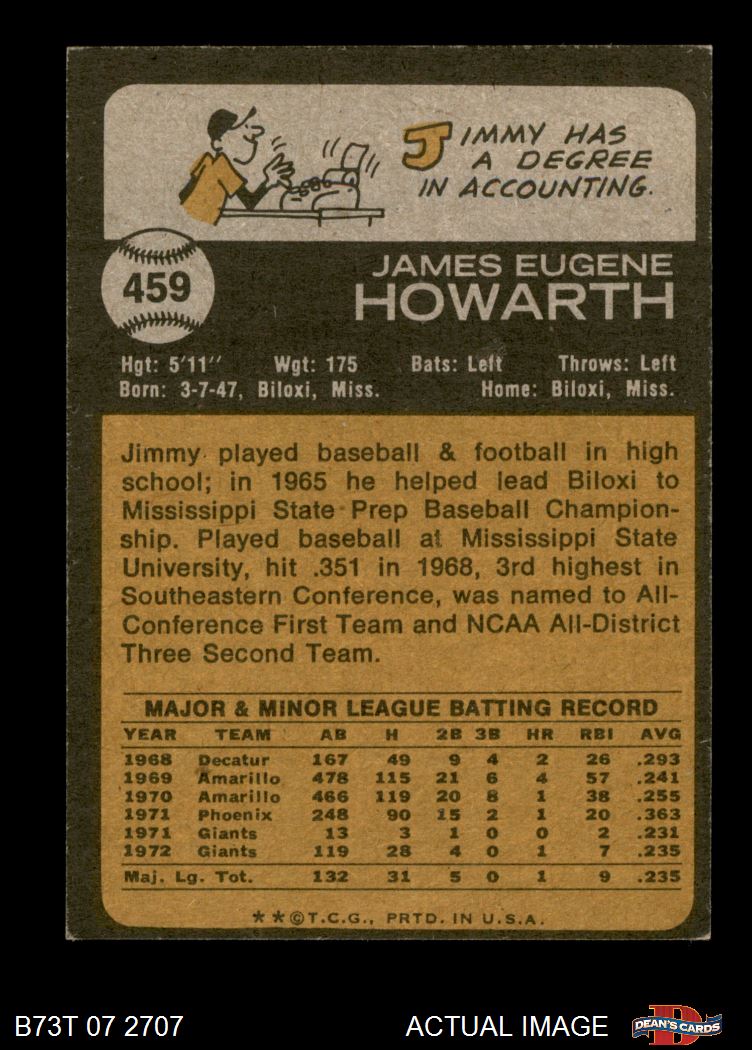 JIMMY HAS
A DEGREE
IN ACCOUNTING.
459
JAMES EUGENE
HOWARTH
Hgt: 5'11" Wgt: 175 Bats: Left Throws: Left
Born: 3-7-47, Biloxi, Miss. Home: Biloxi, Miss.
Jimmy played baseball & football in high
school; in 1965 he helped lead Biloxi to
Mississippi State Prep Baseball Champion-
ship. Played baseball at Mississippi State
University, hit .351 in 1968, 3rd highest in
Southeastern Conference, was named to All-
Conference First Team and NCAA All-District
Three Second Team.
MAJOR & MINOR LEAGUE BATTING RECORD
YEAR TEAM AB H 2B 3B HR RBI AVG
1968 Decatur 167 49 9 4 2 26 .293
1969 Amarillo 478 115 21 6 4 57 .241
1970 Amarillo 466 119 20 8 1 38 .255
1971 Phoenix 248 90 15 2 1 20 .363
1971 Giants 13 3 1 0 0 2 .231
1972 Giants 119 28 4 0 1 7 .235
Maj. Lg. Tot. 132 31 5 0 1 9 .235
**©T.C.G., PRTD. IN U.S.A.
B73T 07 2707 ACTUAL IMAGE D DEAN'S CARDS